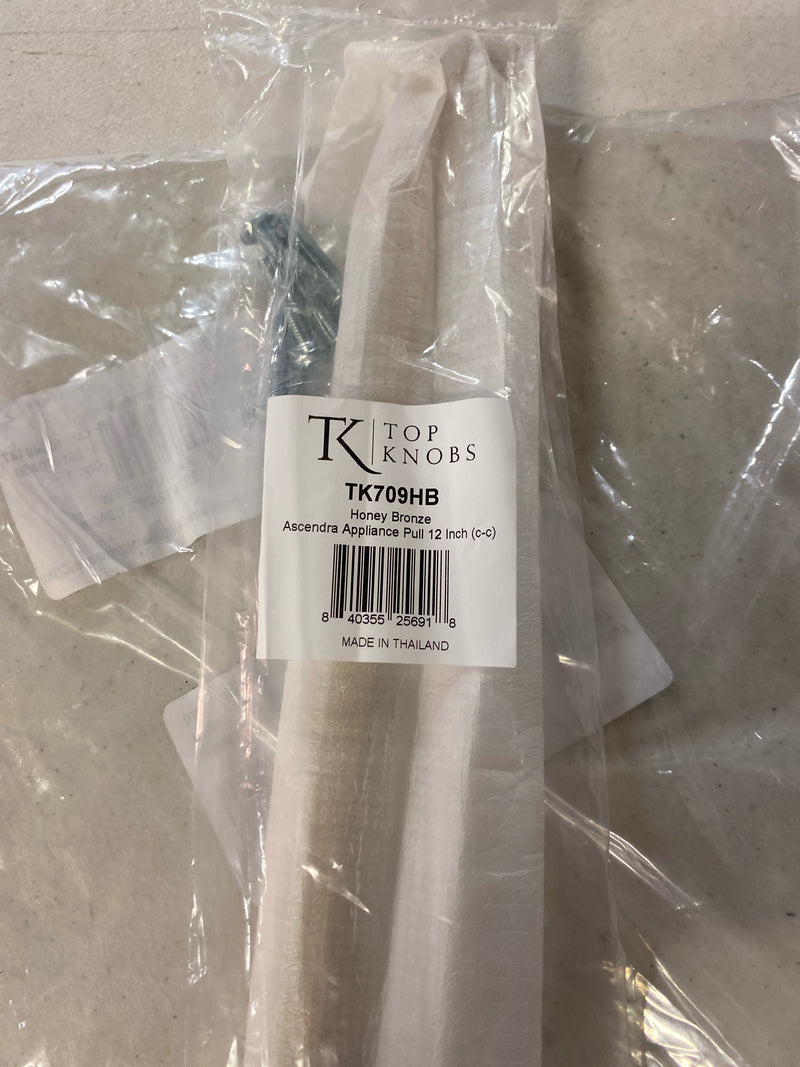 TK TOP
KNOBS
TK709HB
Honey Bronze
Ascendra Appliance Pull 12 Inch (c-c)
8 40355 25691 8
MADE IN THAILAND